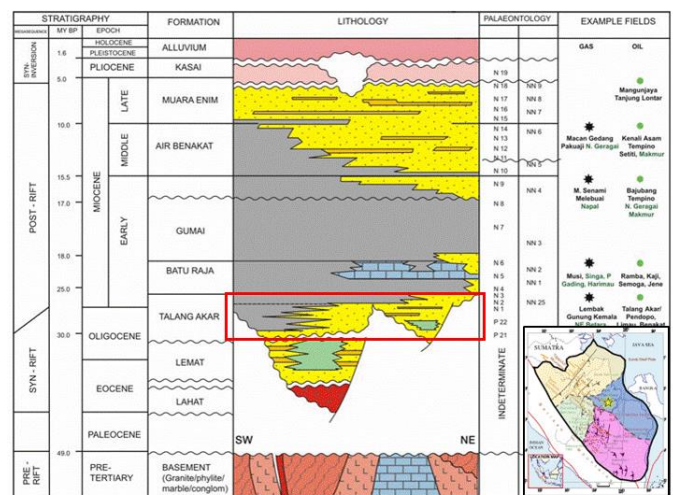 STRATIGRAPHY
FORMATION
LITHOLOGY
PALAEONTOLOGY
EXAMPLE FIELDS
MEGASEQUENCE
MY BP
EPOCH
GAS
OIL
SYN-INVERSION
POST - RIFT
SYN - RIFT
PRE - RIFT
1.6
5.0
10.0
15.5
17.0
18.0
25.0
30.0
49.0
HOLOCENE
PLEISTOCENE
PLIOCENE
MIOCENE
LATE
MIDDLE
EARLY
OLIGOCENE
EOCENE
PALEOCENE
PRE-
TERTIARY
ALLUVIUM
KASAI
MUARA ENIM
AIR BENAKAT
GUMAI
BATU RAJA
TALANG AKAR
LEMAT
LAHAT
BASEMENT
(Granite/phylite/
marble/conglom)
SW
NE
N 19
N 18
N 17
N 16
N 15
N 14
N 13
N 12
N 11
N 10
N 9
N 8
N 7
N 6
N 5
N 4
N 3
N 2
N 1
P 22
P 21
INDETERMINATE
NN 9
NN 8
NN 7
NN 6
NN 5
NN 4
NN 3
NN 2
NN 1
NN 25
Mangunjaya
Tanjung Lontar
Macan Gedang
Pakuaji N. Geragai
Kenali Asam
Tempino
Setiti, Makmur
M. Senami
Melebuai
Napal
Bajubang
Tempino
N. Geragai
Makmur
Musi, Singa, P
Gading, Harimau
Ramba, Kaji,
Semoga, Jene
Lembak
Gunung Kemala
NE Betara
Talang Akar/
Pendopo,
Limau, Benakat
SUMATRA
JAVA SEA
BANGKA